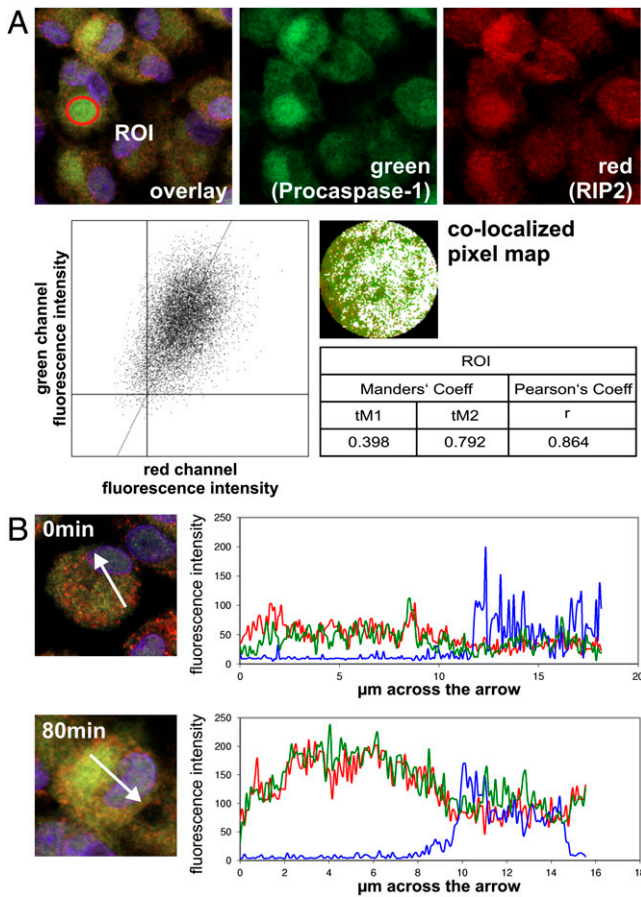 A
ROI
overlay
green
(Procaspase-1)
red
(RIP2)
green channel
fluorescence intensity
red channel
fluorescence intensity
co-localized
pixel map
ROI
Manders' Coeff Pearson's Coeff
tM1 tM2 r
0.398 0.792 0.864
B
0min
fluorescence intensity
250
200
150
100
50
0
0 5 10 15 20
µm across the arrow
80min
fluorescence intensity
250
200
150
100
50
0
0 2 4 6 8 10 12 14 16 18
µm across the arrow